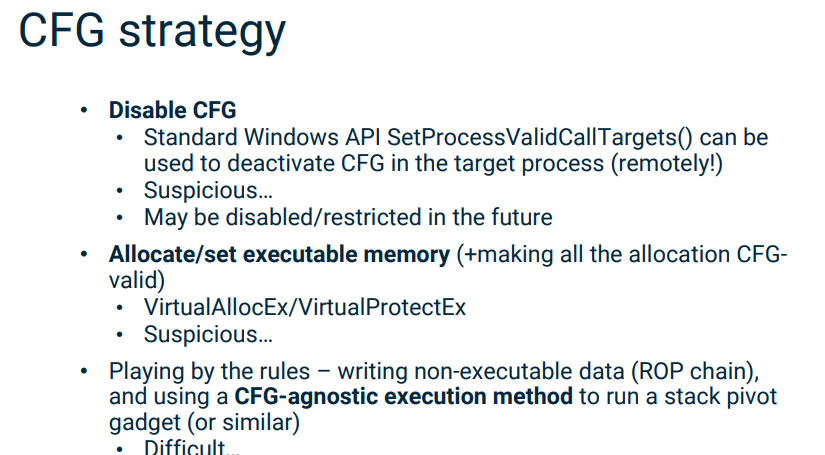 CFG strategy
• Disable CFG
• Standard Windows API SetProcessValidCallTargets() can be
used to deactivate CFG in the target process (remotely!)
• Suspicious…
• May be disabled/restricted in the future
• Allocate/set executable memory (+making all the allocation CFG-
valid)
• VirtualAllocEx/VirtualProtectEx
• Suspicious…
• Playing by the rules – writing non-executable data (ROP chain),
and using a CFG-agnostic execution method to run a stack pivot
gadget (or similar)
• Difficult…